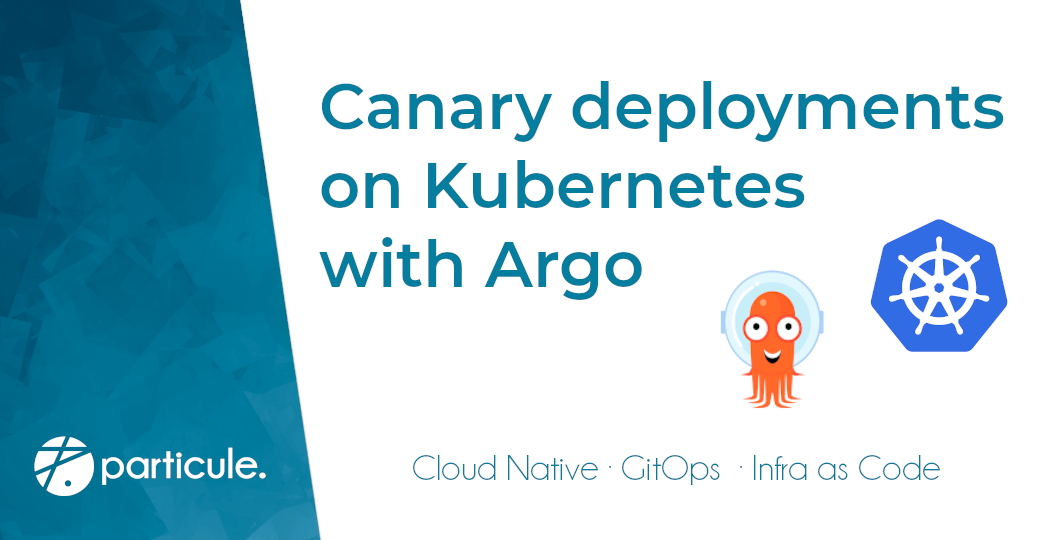 Canary deployments
on Kubernetes
with Argo
particule.
Cloud Native · GitOps · Infra as Code